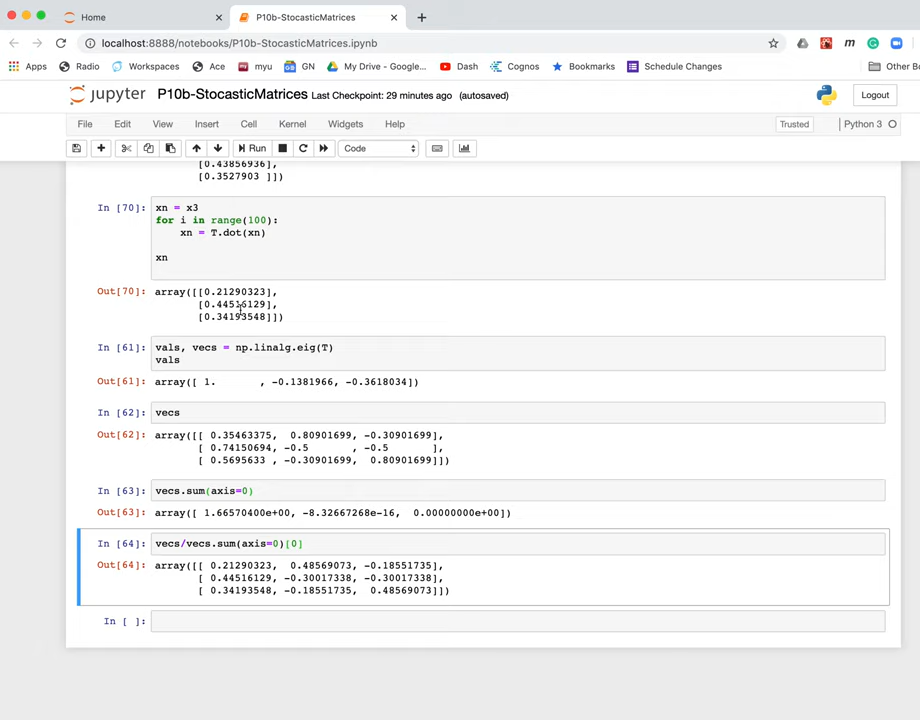 Home
P10b-StocasticMatrices
localhost:8888/notebooks/P10b-StocasticMatrices.ipynb
Apps Radio Workspaces Ace myu GN My Drive - Google... Dash Cognos Bookmarks Schedule Changes Other Bo
jupyter P10b-StocasticMatrices Last Checkpoint: 29 minutes ago (autosaved) Logout
File Edit View Insert Cell Kernel Widgets Help Trusted Python 3
Run Code
[0.43856936],
[0.3527903 ]])
In [70]: xn = x3
for i in range(100):
xn = T.dot(xn)
xn
Out[70]: array([[0.21290323],
[0.44516129],
[0.34193548]])
In [61]: vals, vecs = np.linalg.eig(T)
vals
Out[61]: array([ 1. , -0.1381966, -0.3618034])
In [62]: vecs
Out[62]: array([[ 0.35463375, 0.80901699, -0.30901699],
[ 0.74150694, -0.5 , -0.5 ],
[ 0.5695633 , -0.30901699, 0.80901699]])
In [63]: vecs.sum(axis=0)
Out[63]: array([ 1.66570400e+00, -8.32667268e-16, 0.00000000e+00])
In [64]: vecs/vecs.sum(axis=0)[0]
Out[64]: array([[ 0.21290323, 0.48569073, -0.18551735],
[ 0.44516129, -0.30017338, -0.30017338],
[ 0.34193548, -0.18551735, 0.48569073]])
In [ ]: